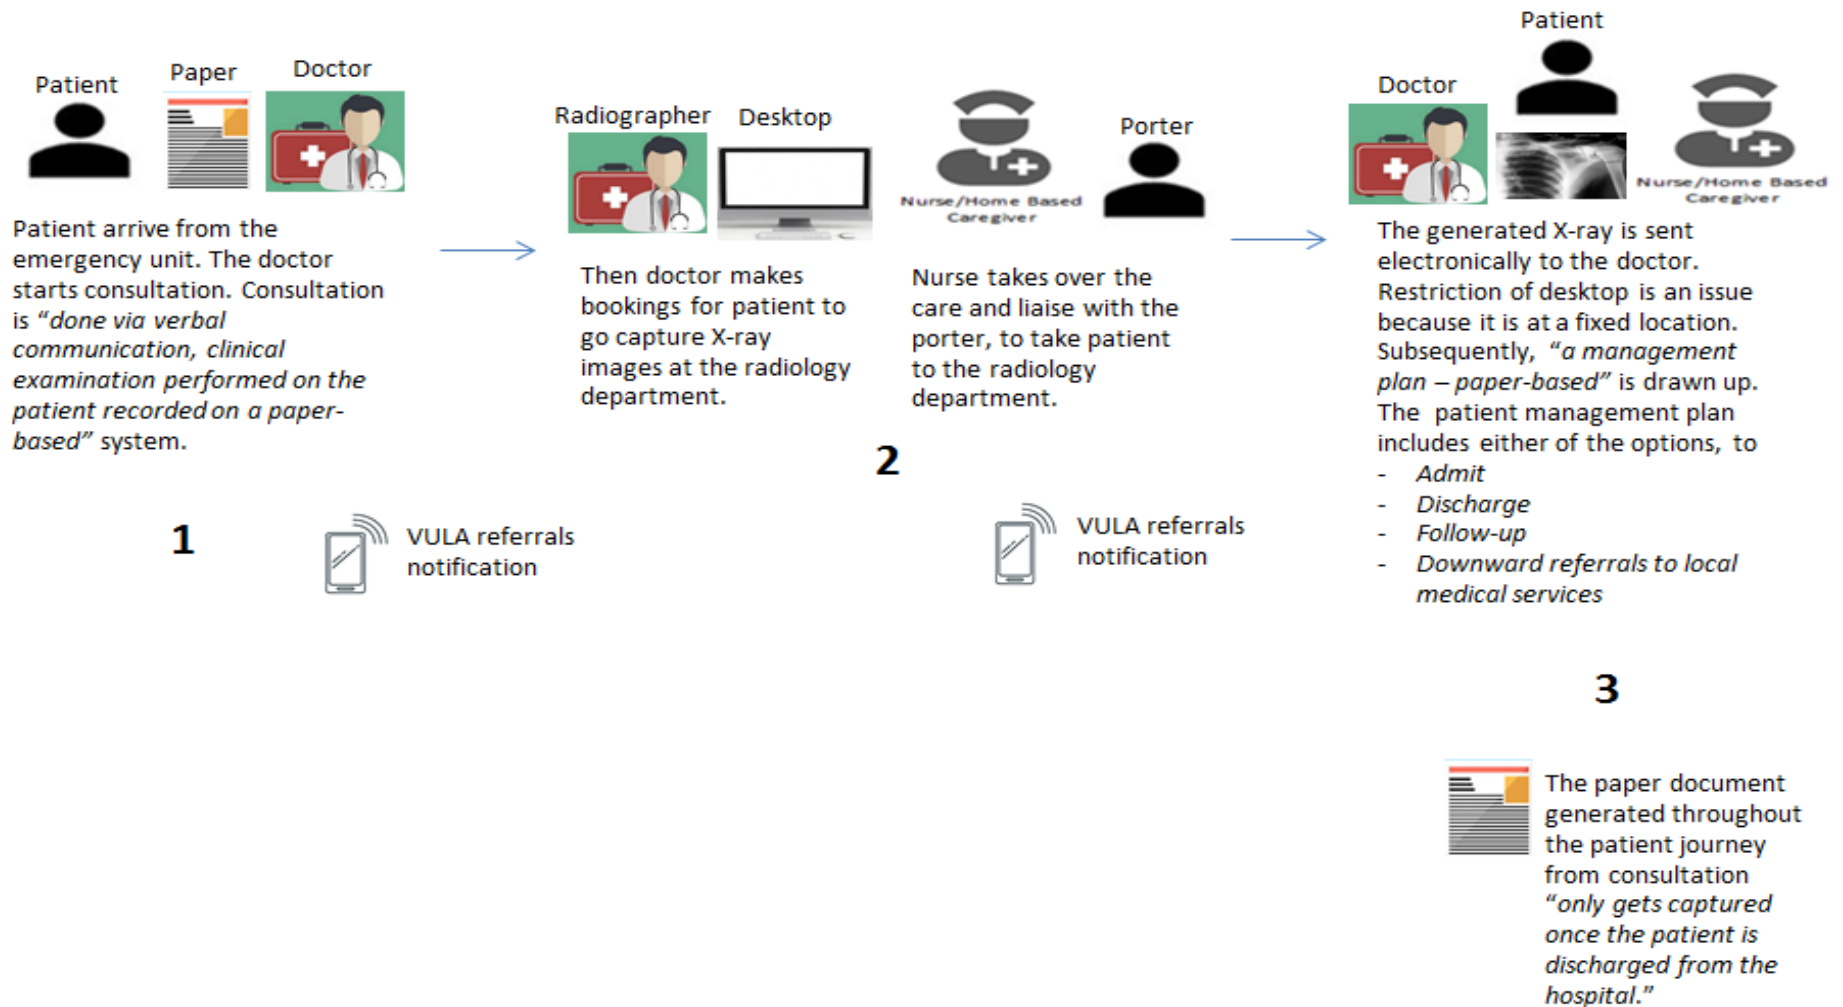 Patient
Paper
Doctor
Patient arrive from the
emergency unit. The doctor
starts consultation. Consultation
is “done via verbal
communication, clinical
examination performed on the
patient recorded on a paper-
based” system.
1
VULA referrals
notification
Radiographer
Desktop
Then doctor makes
bookings for patient to
go capture X-ray
images at the radiology
department.
Nurse/Home Based
Caregiver
Porter
Nurse takes over the
care and liaise with the
porter, to take patient
to the radiology
department.
2
VULA referrals
notification
Patient
Doctor
Nurse/Home Based
Caregiver
The generated X-ray is sent
electronically to the doctor.
Restriction of desktop is an issue
because it is at a fixed location.
Subsequently, “a management
plan – paper-based” is drawn up.
The patient management plan
includes either of the options, to
- Admit
- Discharge
- Follow-up
- Downward referrals to local
medical services
3
The paper document
generated throughout
the patient journey
from consultation
“only gets captured
once the patient is
discharged from the
hospital.”